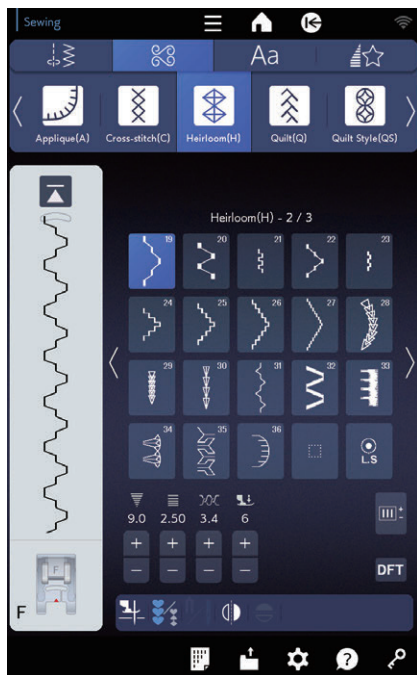 Sewing
Aa
Applique(A) Cross-stitch(C) Heirloom(H) Quilt(Q) Quilt Style(QS)
Heirloom(H) - 2 / 3
19 20 21 22 23
24 25 26 27 28
29 30 31 32 33
34 35 36 L.S
9.0 2.50 3.4 6
+ + +
− − −
DFT
F
F